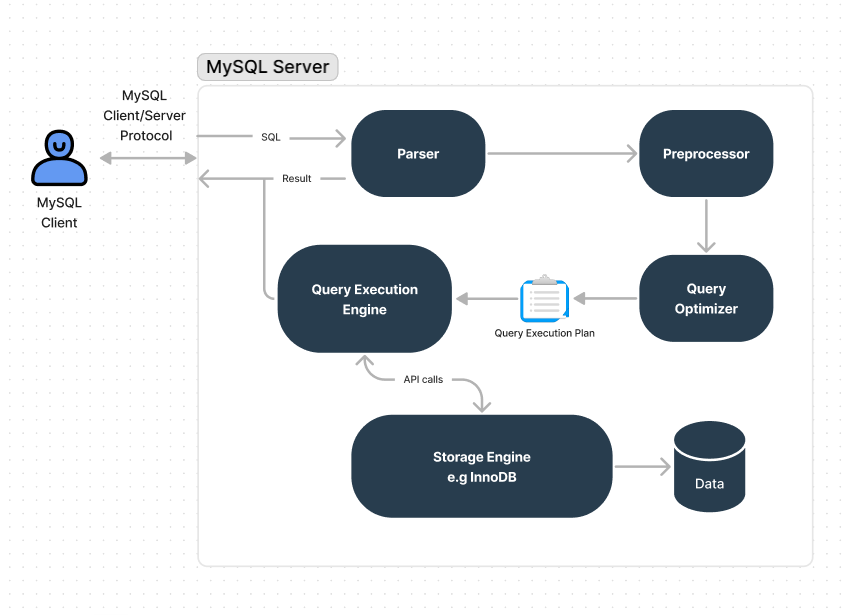 MySQL Server
MySQL
Client/Server
Protocol
SQL
Parser
Preprocessor
Result
MySQL
Client
Query Execution
Engine
Query Execution Plan
Query
Optimizer
API calls
Storage Engine
e.g InnoDB
Data